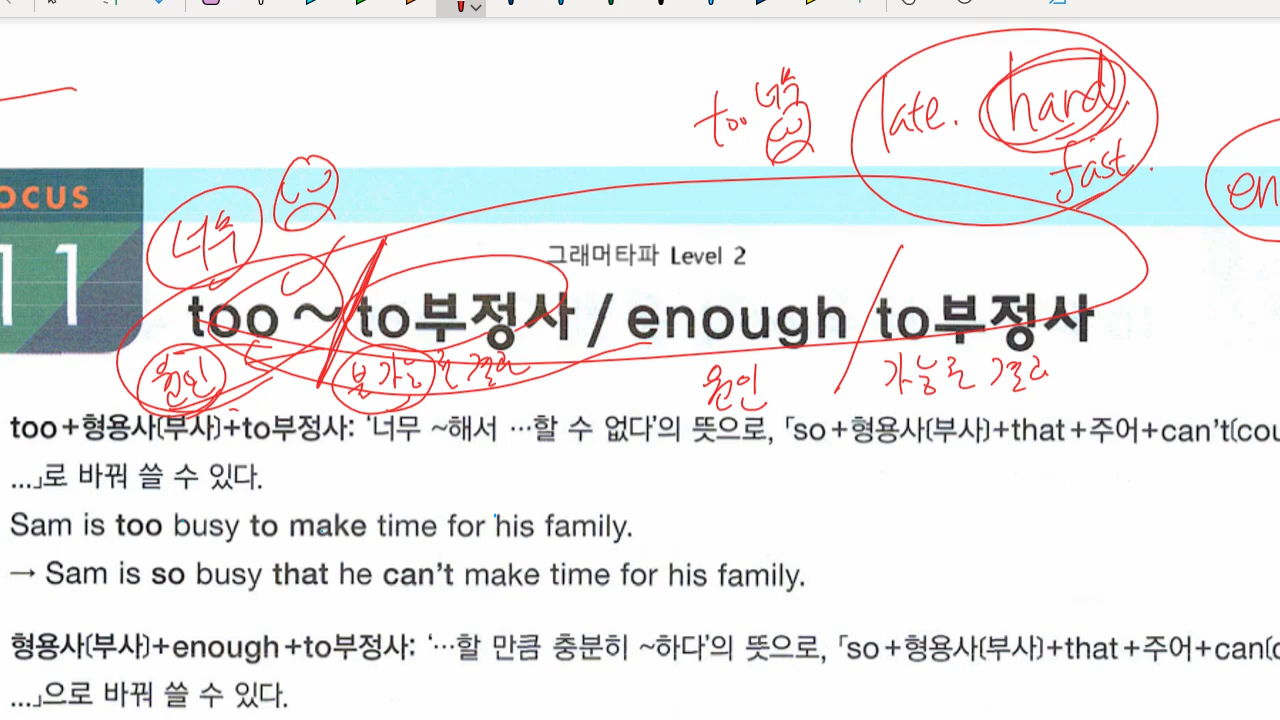 too 너무
late. hard
fast.
en
OCUS
11
너무
그래머타파 Level 2
too ~ to부정사 / enough to부정사
원인 불가능한 결과 원인 가능한 결과
too+형용사(부사)+to부정사: ‘너무 ~해서 …할 수 없다’의 뜻으로, 「so+형용사(부사)+that+주어+can't(cou
…」로 바꿔 쓸 수 있다.
Sam is too busy to make time for his family.
→ Sam is so busy that he can't make time for his family.
형용사(부사)+enough+to부정사: ‘…할 만큼 충분히 ~하다’의 뜻으로, 「so+형용사(부사)+that+주어+can(c
…」으로 바꿔 쓸 수 있다.